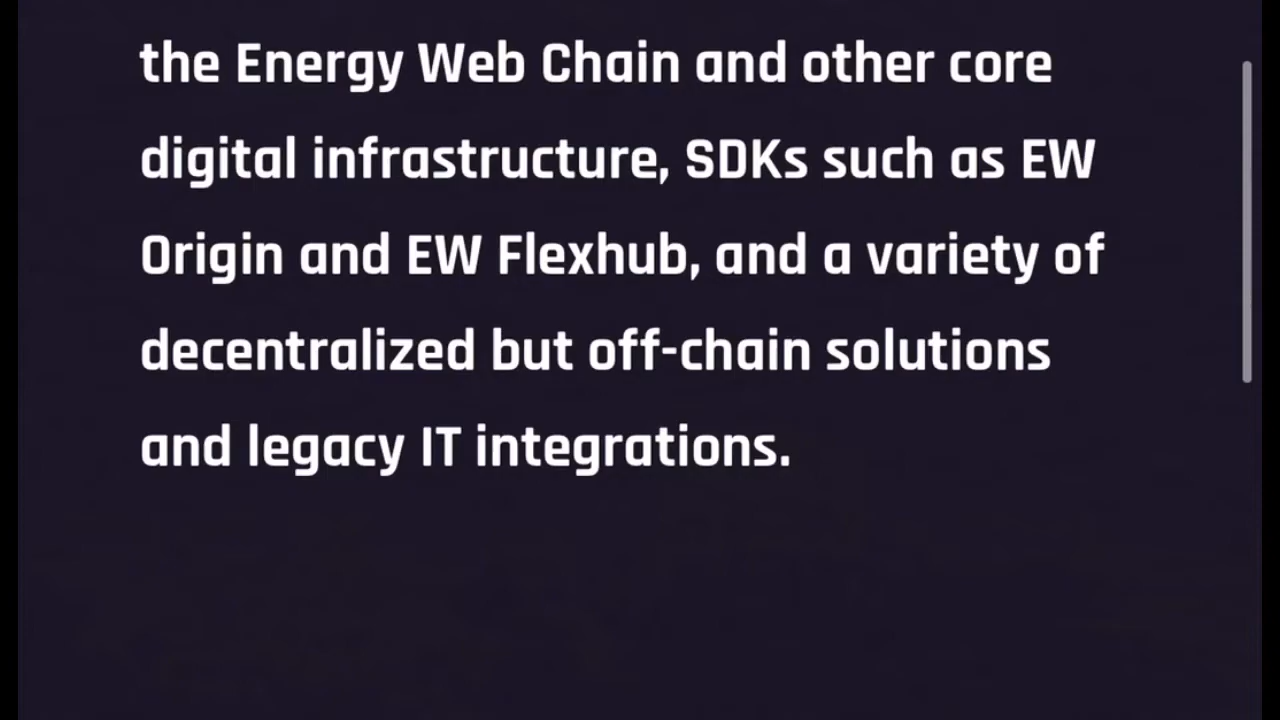 the Energy Web Chain and other core
digital infrastructure, SDKs such as EW
Origin and EW Flexhub, and a variety of
decentralized but off-chain solutions
and legacy IT integrations.